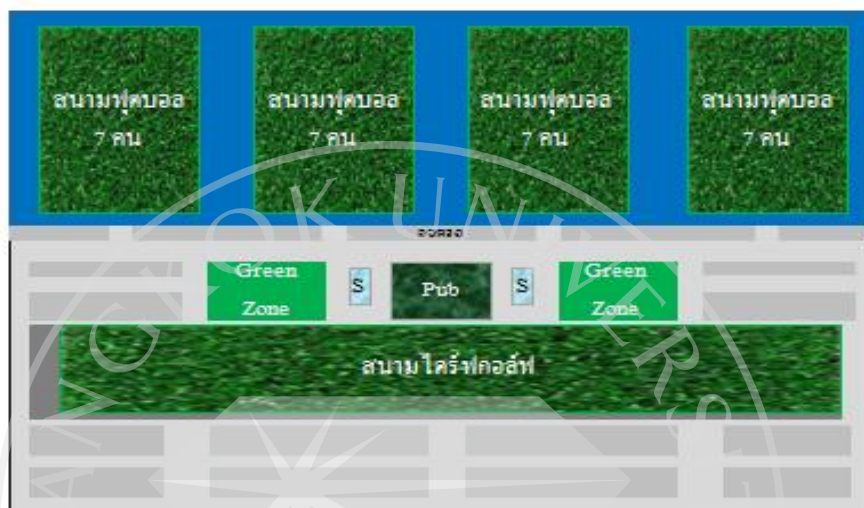 สนามฟุตบอล
7 คน
สนามฟุตบอล
7 คน
สนามฟุตบอล
7 คน
สนามฟุตบอล
7 คน
Green
Zone
S
Pub
S
Green
Zone
สนามไดร์ฟกอล์ฟ